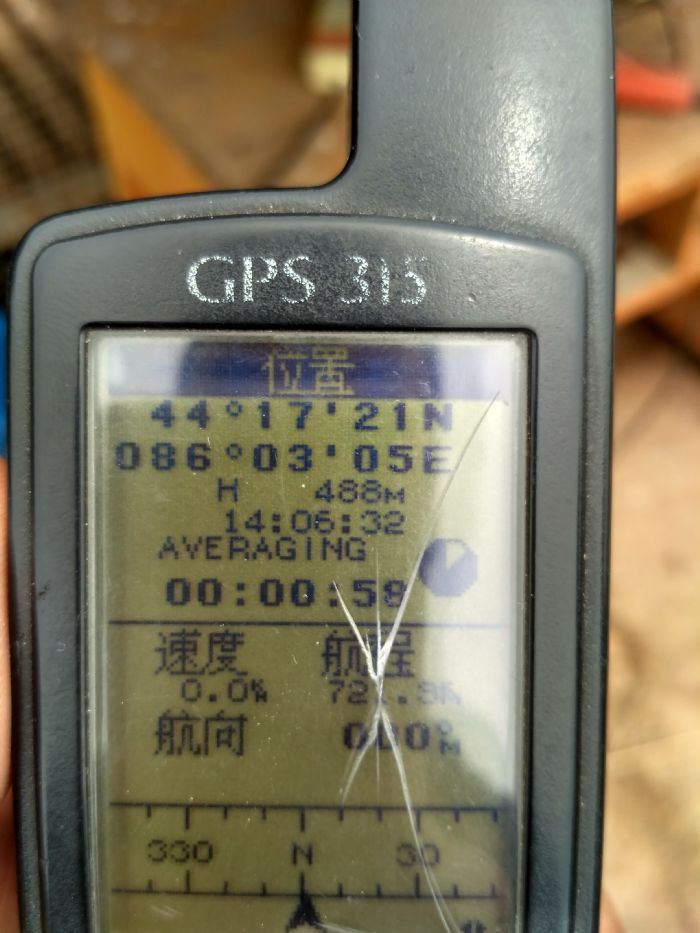 GPS 315
位置
44°17'21N
086°03'05E
H 488M
14:06:32
AVERAGING
00:00:58
速度 航程
0.0
航向 000°M
330 N 30